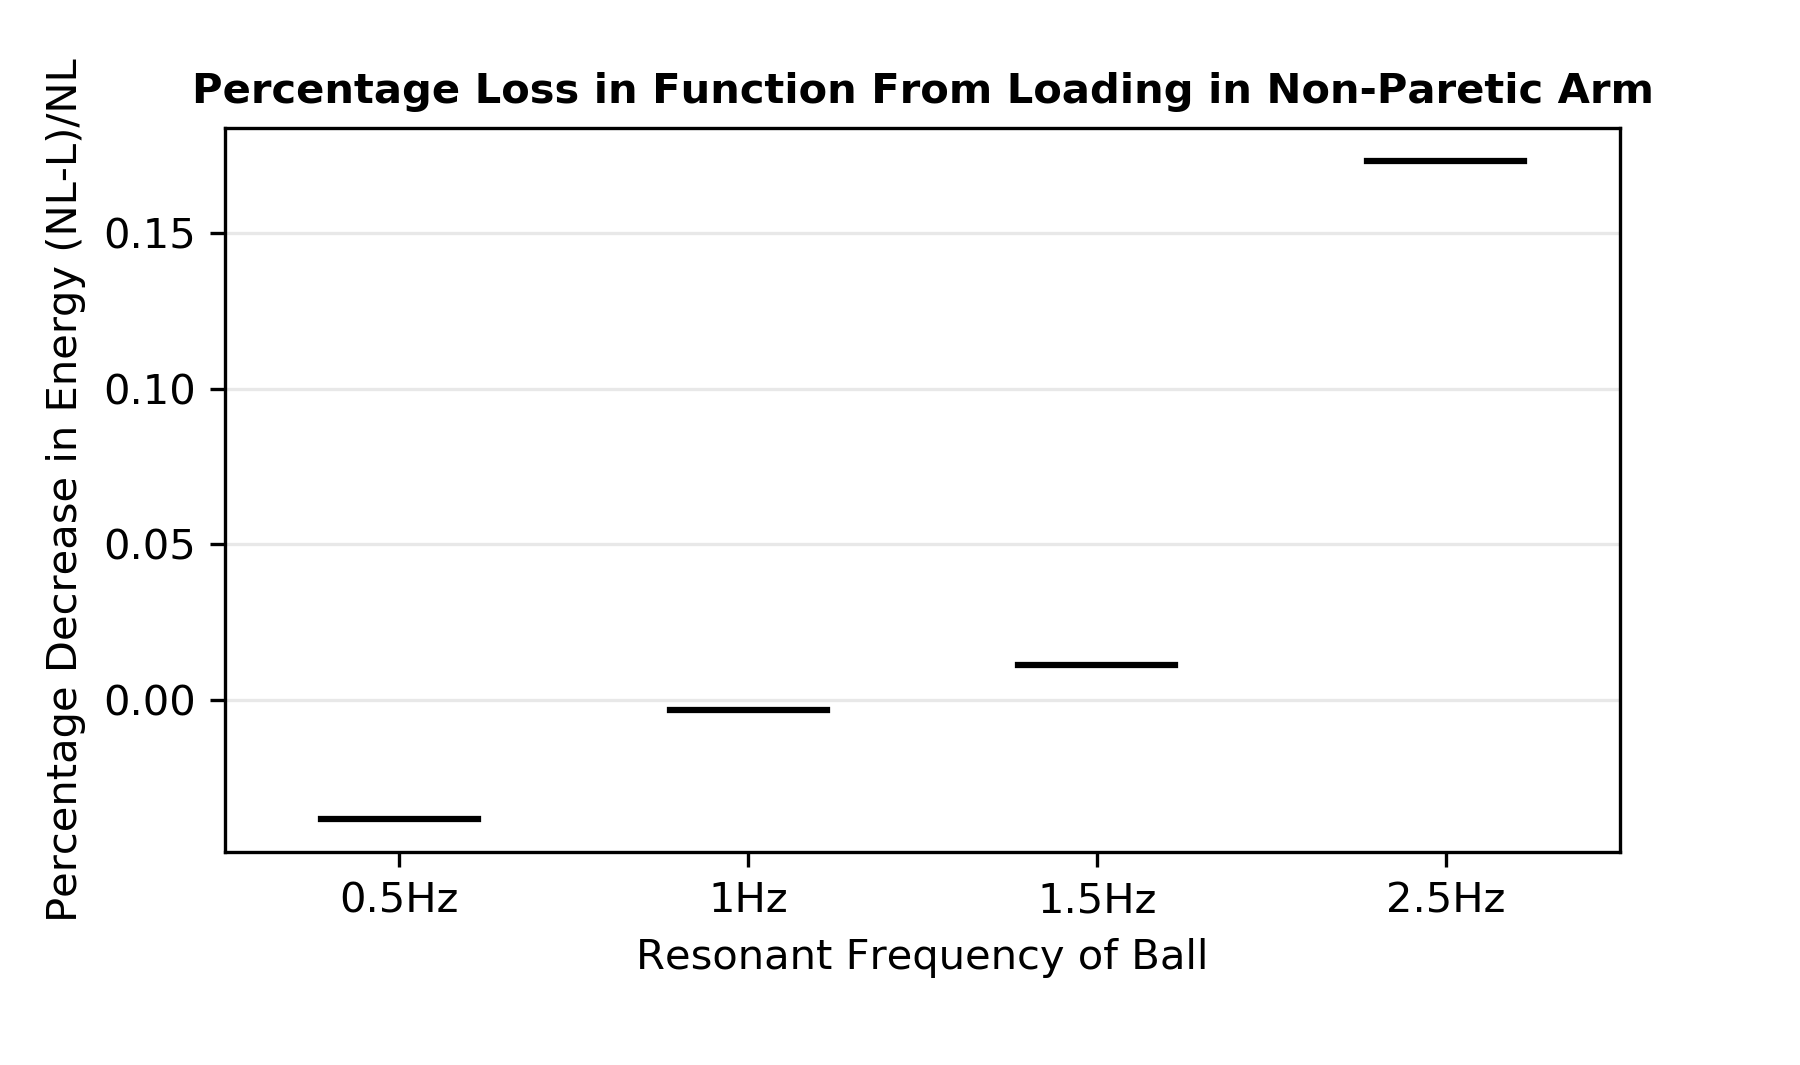 Percentage Loss in Function From Loading in Non-Paretic Arm
Percentage Decrease in Energy (NL-L)/NL
0.15
0.10
0.05
0.00
0.5Hz 1Hz 1.5Hz 2.5Hz
Resonant Frequency of Ball